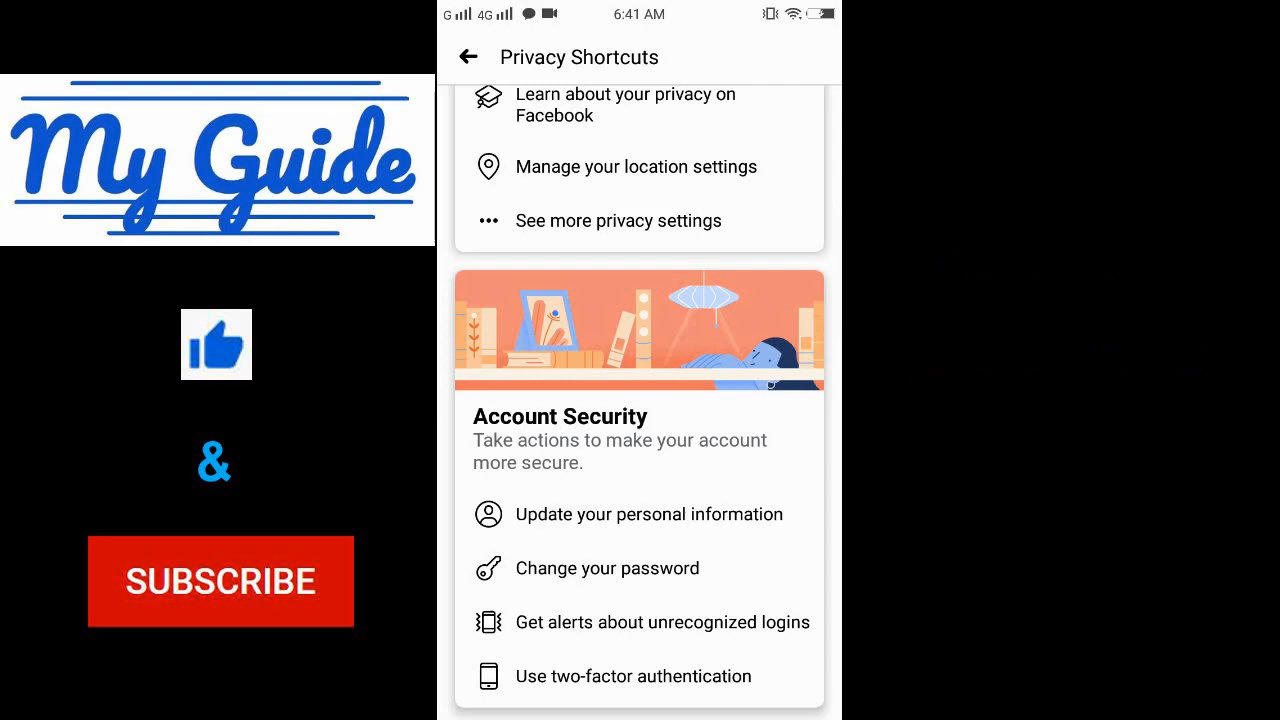 My Guide
&
SUBSCRIBE
G 4G 6:41 AM
Privacy Shortcuts
Learn about your privacy on
Facebook
Manage your location settings
See more privacy settings
Account Security
Take actions to make your account
more secure.
Update your personal information
Change your password
Get alerts about unrecognized logins
Use two-factor authentication